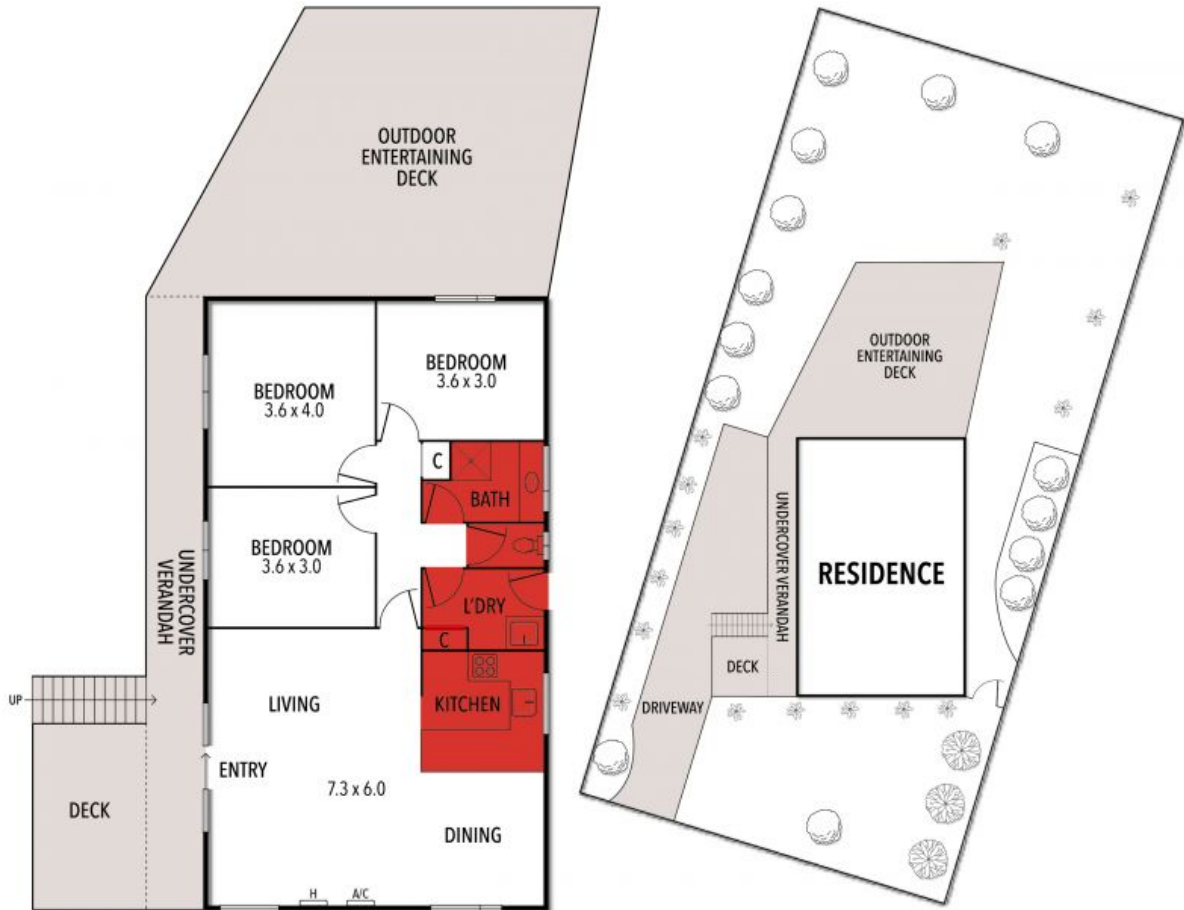 OUTDOOR
ENTERTAINING
DECK
BEDROOM
3.6 x 4.0
BEDROOM
3.6 x 3.0
C
BATH
BEDROOM
3.6 x 3.0
UNDERCOVER
VERANDAH
L'DRY
C
UP
LIVING
KITCHEN
ENTRY
7.3 x 6.0
DECK
DINING
H
A/C
OUTDOOR
ENTERTAINING
DECK
UNDERCOVER VERANDAH
RESIDENCE
DECK
DRIVEWAY